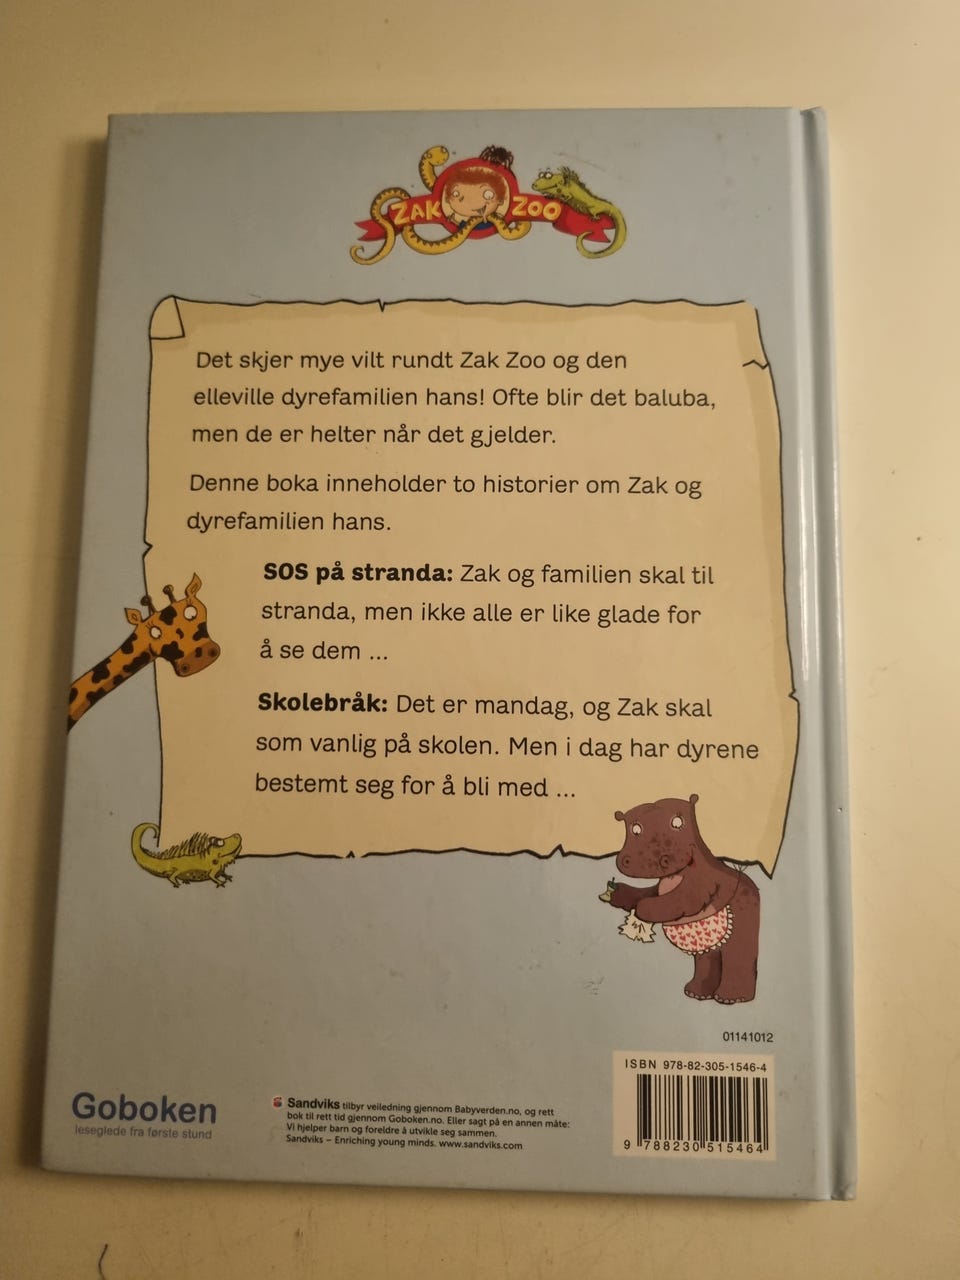 ZAK ZOO
Det skjer mye vilt rundt Zak Zoo og den
elleville dyrefamilien hans! Ofte blir det baluba,
men de er helter når det gjelder.
Denne boka inneholder to historier om Zak og
dyrefamilien hans.
SOS på stranda: Zak og familien skal til
stranda, men ikke alle er like glade for
å se dem ...
Skolebråk: Det er mandag, og Zak skal
som vanlig på skolen. Men i dag har dyrene
bestemt seg for å bli med ...
01141012
ISBN 978-82-305-1546-4
9 788230 515464
Goboken
leseglede fra første stund
Sandviks tilbyr veiledning gjennom Babyverden.no, og rett
bok til rett tid gjennom Goboken.no. Eller sagt på en annen måte:
Vi hjelper barn og foreldre å utvikle seg sammen.
Sandviks – Enriching young minds. www.sandviks.com